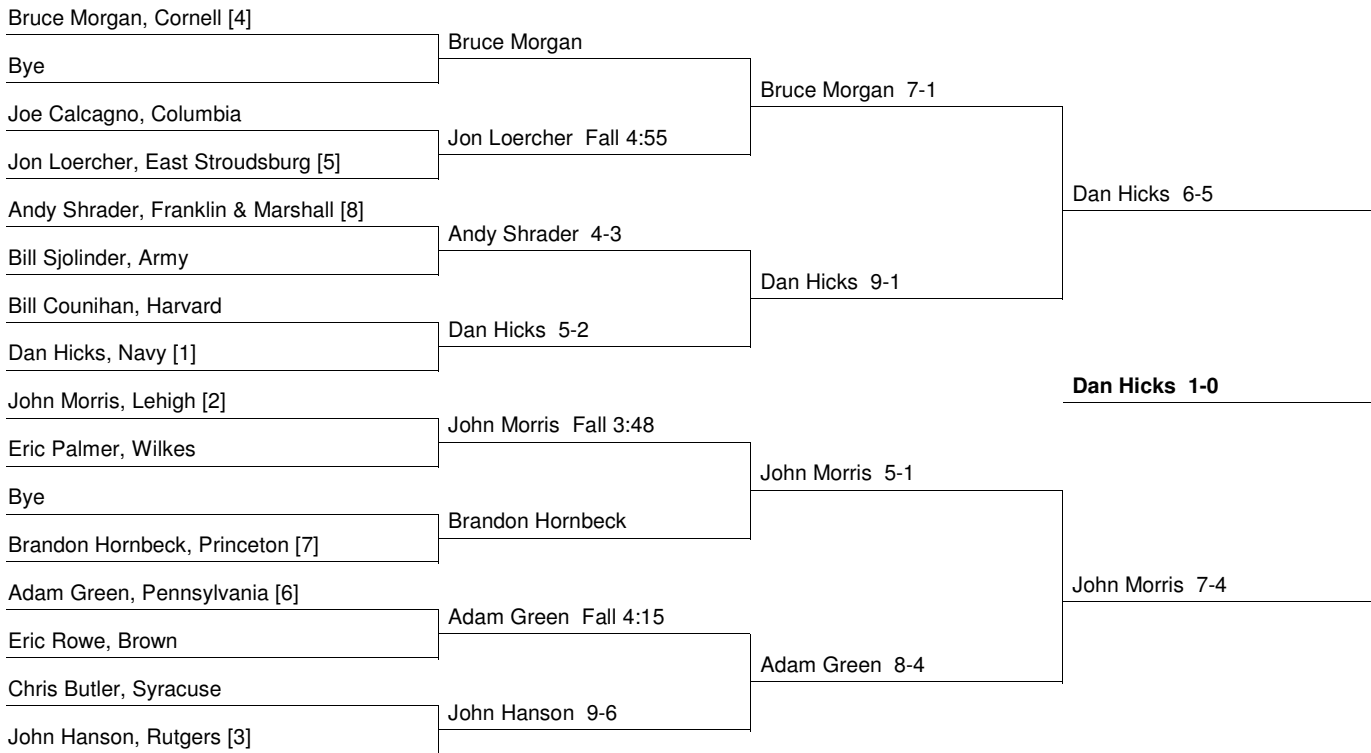 Bruce Morgan, Cornell [4]
Bye
Joe Calcagno, Columbia
Jon Loercher, East Stroudsburg [5]
Andy Shrader, Franklin & Marshall [8]
Bill Sjolinder, Army
Bill Counihan, Harvard
Dan Hicks, Navy [1]
John Morris, Lehigh [2]
Eric Palmer, Wilkes
Bye
Brandon Hornbeck, Princeton [7]
Adam Green, Pennsylvania [6]
Eric Rowe, Brown
Chris Butler, Syracuse
John Hanson, Rutgers [3]
Bruce Morgan
Jon Loercher Fall 4:55
Andy Shrader 4-3
Dan Hicks 5-2
John Morris Fall 3:48
Brandon Hornbeck
Adam Green Fall 4:15
John Hanson 9-6
Bruce Morgan 7-1
Dan Hicks 9-1
John Morris 5-1
Adam Green 8-4
Dan Hicks 6-5
John Morris 7-4
Dan Hicks 1-0